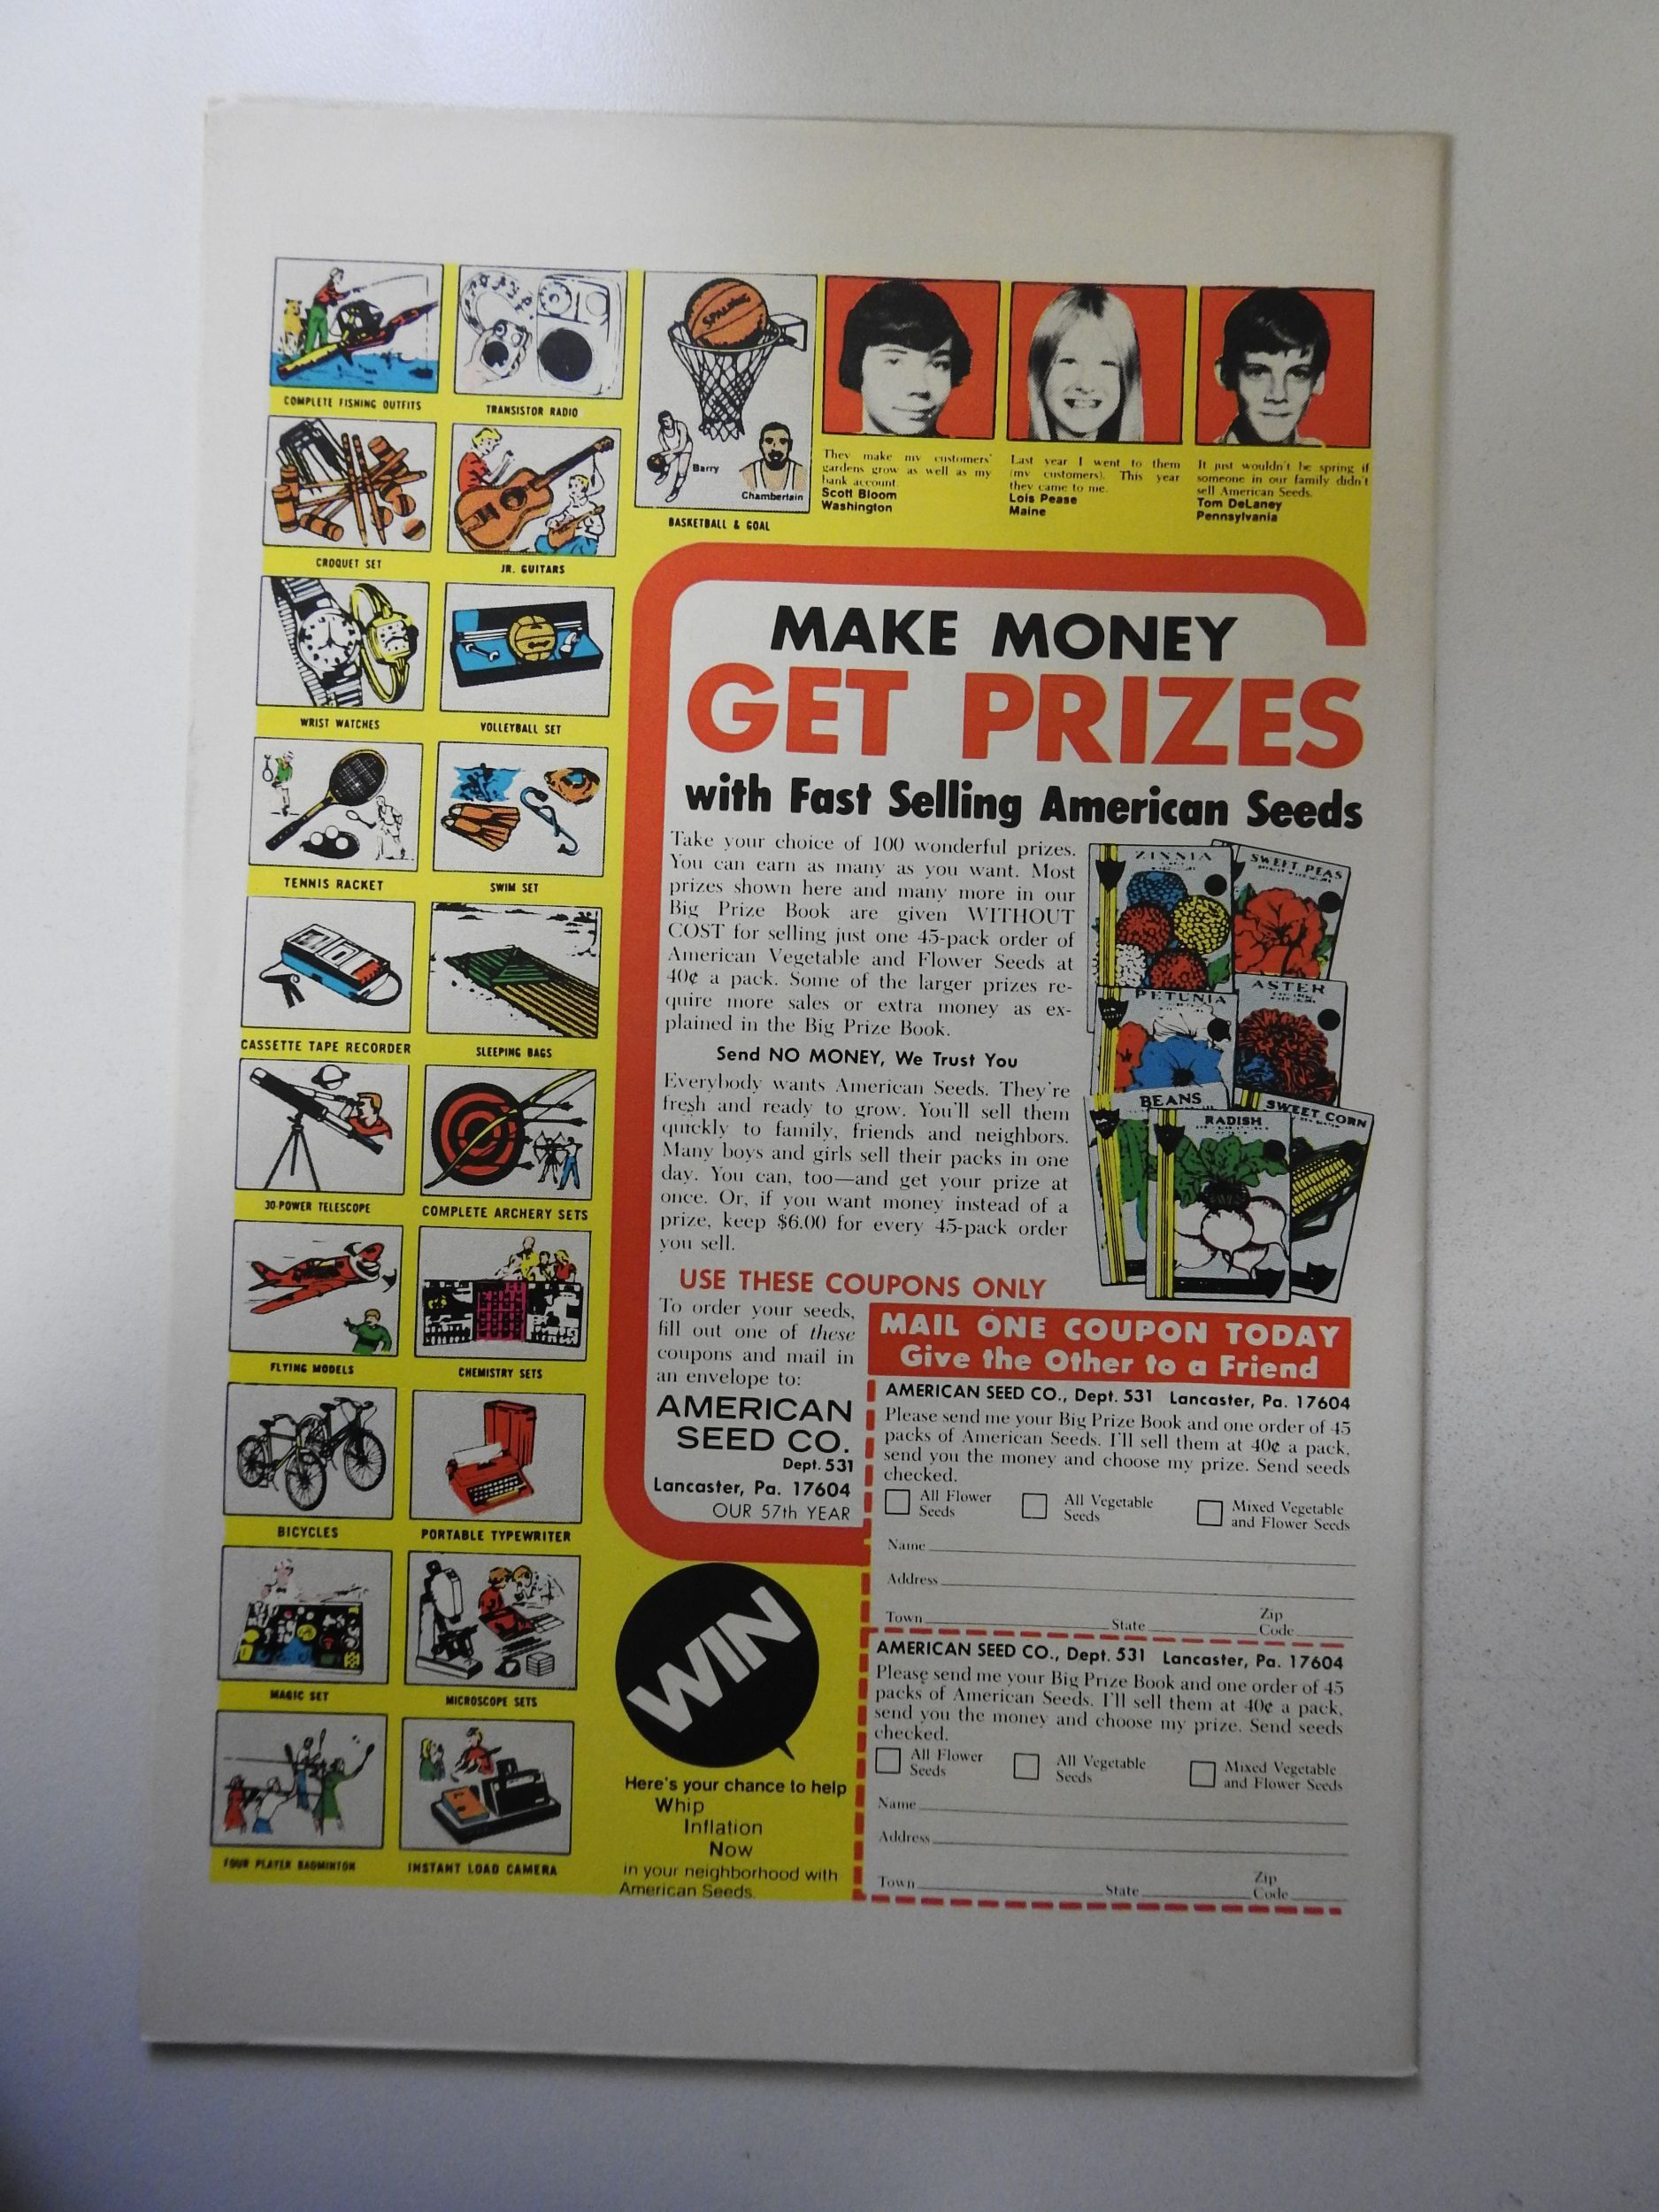 COMPLETE FISHING OUTFITS
TRANSISTOR RADIO
SPALDING
Barry
Chamberlain
BASKETBALL & GOAL
They make my customers'
gardens grow as well as my
bank account.
Scott Bloom
Washington
Last year I went to them
(my customers). This year
they came to me.
Lois Pease
Maine
It just wouldn't be spring if
someone in our family didn't
sell American Seeds.
Tom DeLaney
Pennsylvania
CROQUET SET
JR. GUITARS
WRIST WATCHES
VOLLEYBALL SET
TENNIS RACKET
SWIM SET
CASSETTE TAPE RECORDER
SLEEPING BAGS
30-POWER TELESCOPE
COMPLETE ARCHERY SETS
FLYING MODELS
CHEMISTRY SETS
BICYCLES
PORTABLE TYPEWRITER
MAGIC SET
MICROSCOPE SETS
FOUR PLAYER BADMINTON
INSTANT LOAD CAMERA
MAKE MONEY
GET PRIZES
with Fast Selling American Seeds
Take your choice of 100 wonderful prizes.
You can earn as many as you want. Most
prizes shown here and many more in our
Big Prize Book are given WITHOUT
COST for selling just one 45-pack order of
American Vegetable and Flower Seeds at
40¢ a pack. Some of the larger prizes re-
quire more sales or extra money as ex-
plained in the Big Prize Book.
Send NO MONEY, We Trust You
Everybody wants American Seeds. They're
fresh and ready to grow. You'll sell them
quickly to family, friends and neighbors.
Many boys and girls sell their packs in one
day. You can, too—and get your prize at
once. Or, if you want money instead of a
prize, keep $6.00 for every 45-pack order
you sell.
ZINNIA
SWEET PEAS
PETUNIA
ASTER
BEANS
RADISH
SWEET CORN
USE THESE COUPONS ONLY
To order your seeds,
fill out one of these
coupons and mail in
an envelope to:
AMERICAN
SEED CO.
Dept. 531
Lancaster, Pa. 17604
OUR 57th YEAR
MAIL ONE COUPON TODAY
Give the Other to a Friend
AMERICAN SEED CO., Dept. 531 Lancaster, Pa. 17604
Please send me your Big Prize Book and one order of 45
packs of American Seeds. I'll sell them at 40¢ a pack,
send you the money and choose my prize. Send seeds
checked.
All Flower Seeds
All Vegetable Seeds
Mixed Vegetable and Flower Seeds
Name
Address
Town State Zip Code
AMERICAN SEED CO., Dept. 531 Lancaster, Pa. 17604
Please send me your Big Prize Book and one order of 45
packs of American Seeds. I'll sell them at 40¢ a pack,
send you the money and choose my prize. Send seeds
checked.
All Flower Seeds
All Vegetable Seeds
Mixed Vegetable and Flower Seeds
Name
Address
Town State Zip Code
WIN
Here's your chance to help
Whip
Inflation
Now
in your neighborhood with
American Seeds.